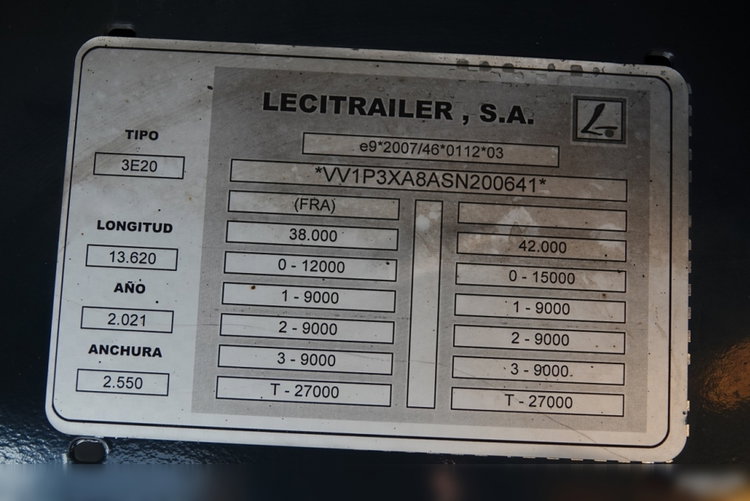 LECITRAILER , S.A.
e9*2007/46*0112*03
*VV1P3XA8ASN200641*
TIPO
3E20
LONGITUD
13.620
AÑO
2.021
ANCHURA
2.550
(FRA)
38.000
42.000
0 - 12000
0 - 15000
1 - 9000
1 - 9000
2 - 9000
2 - 9000
3 - 9000
3 - 9000
T - 27000
T - 27000